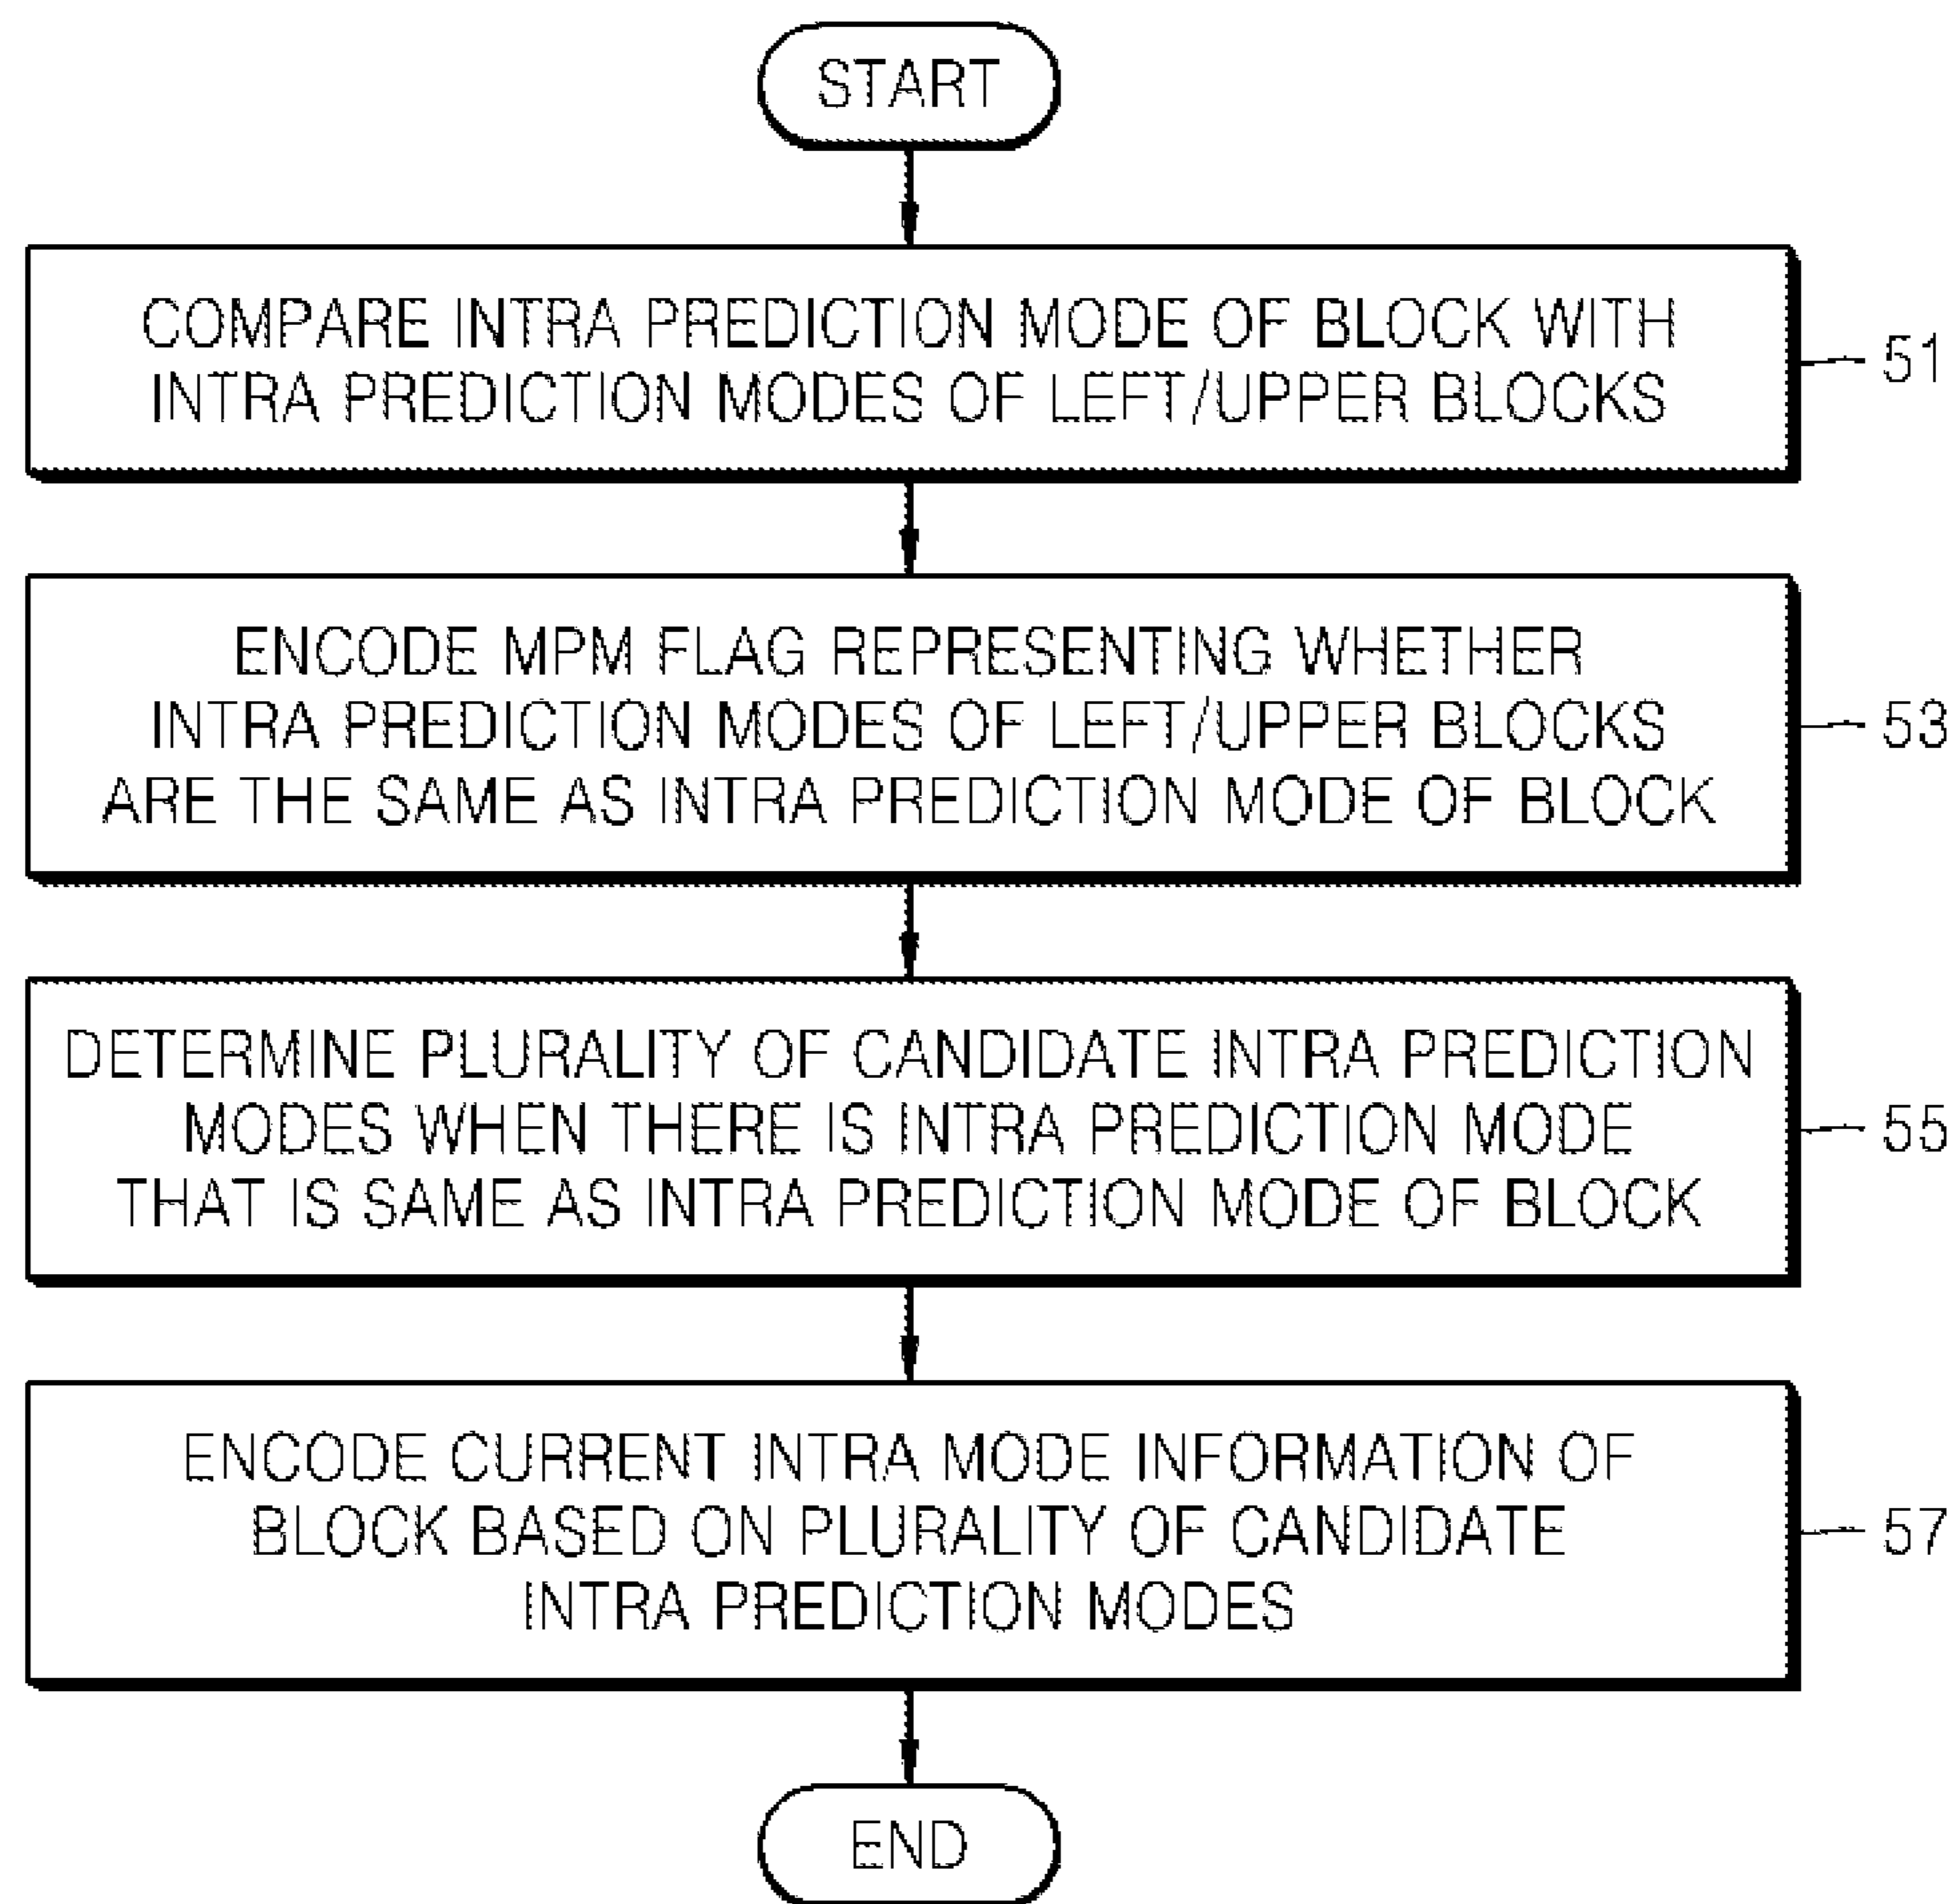 START
COMPARE INTRA PREDICTION MODE OF BLOCK WITH
INTRA PREDICTION MODES OF LEFT/UPPER BLOCKS
51
ENCODE MPM FLAG REPRESENTING WHETHER
INTRA PREDICTION MODES OF LEFT/UPPER BLOCKS
ARE THE SAME AS INTRA PREDICTION MODE OF BLOCK
53
DETERMINE PLURALITY OF CANDIDATE INTRA PREDICTION
MODES WHEN THERE IS INTRA PREDICTION MODE
THAT IS SAME AS INTRA PREDICTION MODE OF BLOCK
55
ENCODE CURRENT INTRA MODE INFORMATION OF
BLOCK BASED ON PLURALITY OF CANDIDATE
INTRA PREDICTION MODES
57
END